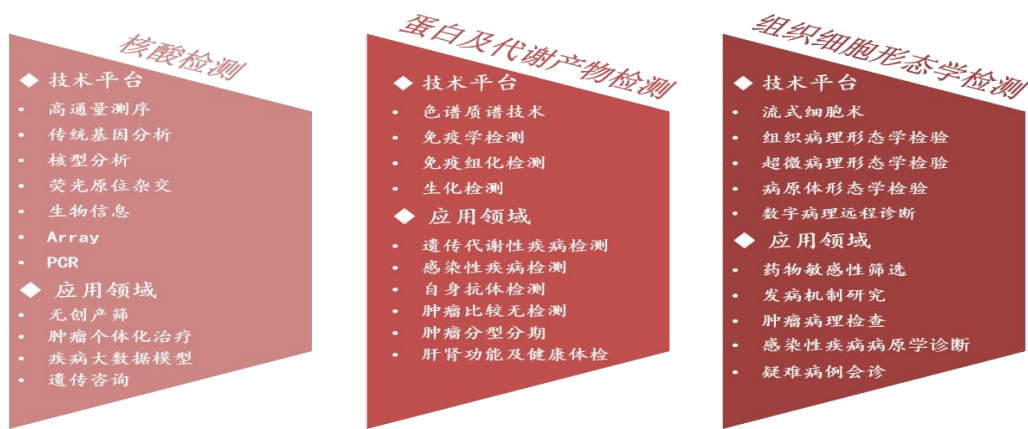 核酸检测
◆ 技术平台
• 高通量测序
• 传统基因分析
• 核型分析
• 荧光原位杂交
• 生物信息
• Array
• PCR
◆ 应用领域
• 无创产筛
• 肿瘤个体化治疗
• 疾病大数据模型
• 遗传咨询
蛋白及代谢产物检测
◆ 技术平台
• 色谱质谱技术
• 免疫学检测
• 免疫组化检测
• 生化检测
◆ 应用领域
• 遗传代谢性疾病检测
• 感染性疾病检测
• 自身抗体检测
• 肿瘤比较无检测
• 肿瘤分型分期
• 肝肾功能及健康体检
组织细胞形态学检测
◆ 技术平台
• 流式细胞术
• 组织病理形态学检验
• 超微病理形态学检验
• 病原体形态学检验
• 数字病理远程诊断
◆ 应用领域
• 药物敏感性筛选
• 发病机制研究
• 肿瘤病理检查
• 感染性疾病病原学诊断
• 疑难病例会诊